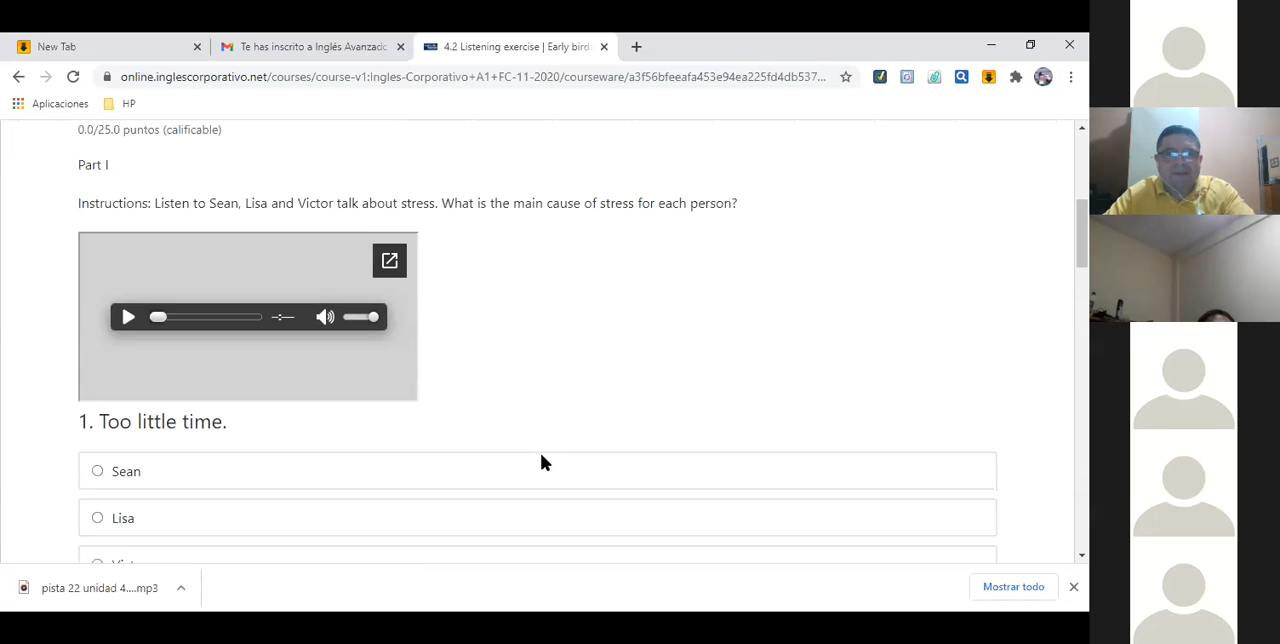 New Tab
Te has inscrito a Inglés Avanzado
4.2 Listening exercise | Early bird
online.inglescorporativo.net/courses/course-v1:Ingles-Corporativo+A1+FC-11-2020/courseware/a3f56bfeeafa453e94ea225fd4db537...
Aplicaciones
HP
0.0/25.0 puntos (calificable)
Part I
Instructions: Listen to Sean, Lisa and Victor talk about stress. What is the main cause of stress for each person?
-:--
1. Too little time.
Sean
Lisa
pista 22 unidad 4....mp3
Mostrar todo